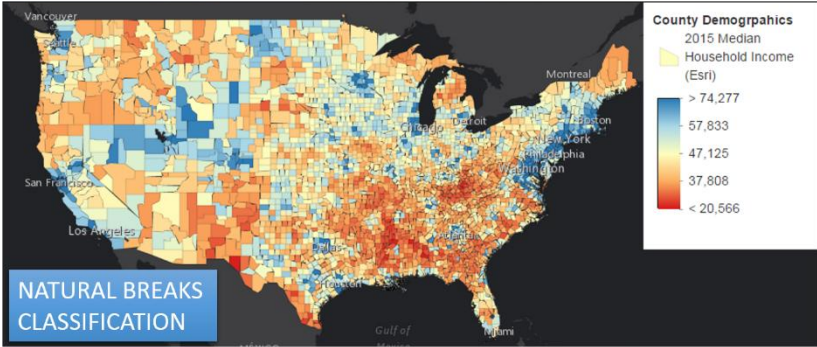 Vancouver
Seattle
Montreal
Boston
Detroit
Chicago
New York
Philadelphia
Washington
San Francisco
Los Angeles
Atlanta
Dallas
Houston
Miami
Gulf of
Mexico
MÉXICO
NATURAL BREAKS
CLASSIFICATION
County Demogrpahics
2015 Median
Household Income
(Esri)
> 74,277
57,833
47,125
37,808
< 20,566